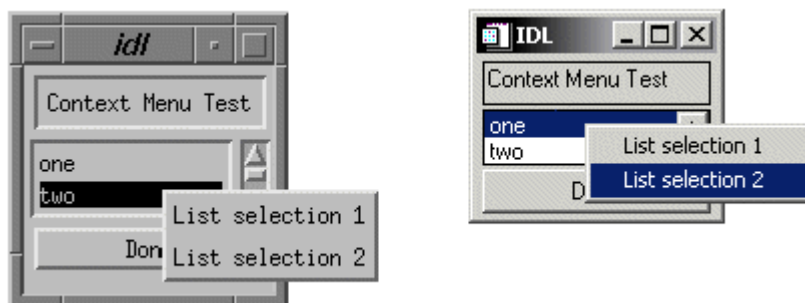 idl
Context Menu Test
one
two
List selection 1
List selection 2
IDL
Context Menu Test
one
two
List selection 1
List selection 2